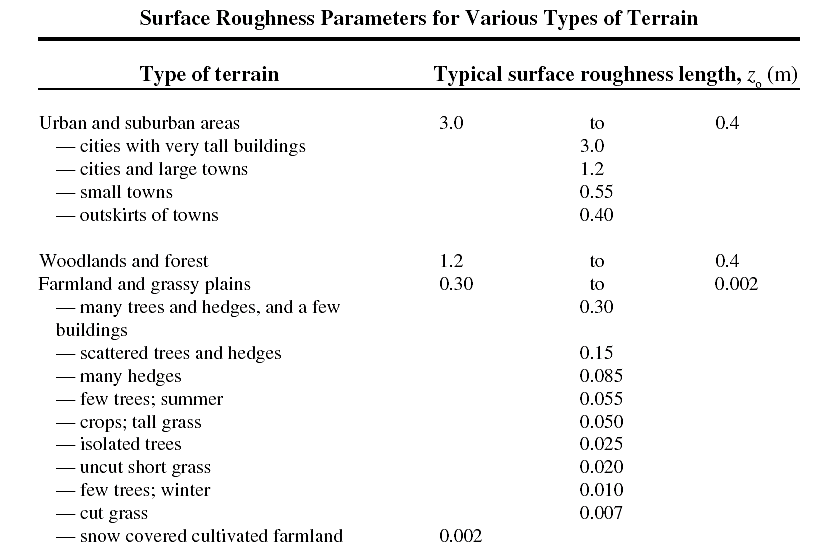 Surface Roughness Parameters for Various Types of Terrain
Type of terrain Typical surface roughness length, zo (m)
Urban and suburban areas 3.0 to 0.4
— cities with very tall buildings 3.0
— cities and large towns 1.2
— small towns 0.55
— outskirts of towns 0.40
Woodlands and forest 1.2 to 0.4
Farmland and grassy plains 0.30 to 0.002
— many trees and hedges, and a few 0.30
buildings
— scattered trees and hedges 0.15
— many hedges 0.085
— few trees; summer 0.055
— crops; tall grass 0.050
— isolated trees 0.025
— uncut short grass 0.020
— few trees; winter 0.010
— cut grass 0.007
— snow covered cultivated farmland 0.002